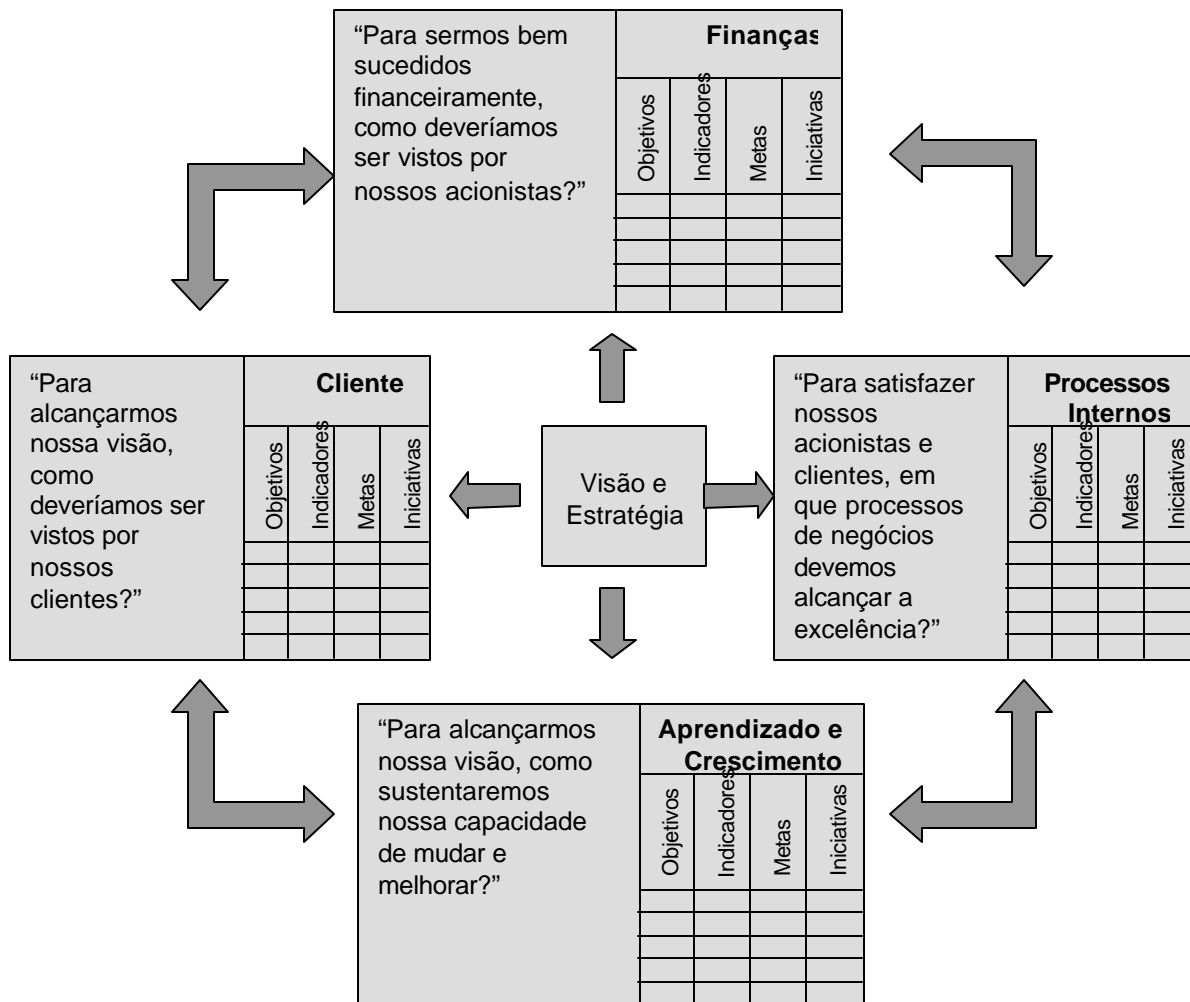 “Para sermos bem
sucedidos
financeiramente,
como deveríamos
ser vistos por
nossos acionistas?”
Finanças
Objetivos
Indicadores
Metas
Iniciativas
“Para
alcançarmos
nossa visão,
como
deveríamos ser
vistos por
nossos
clientes?”
Cliente
Objetivos
Indicadores
Metas
Iniciativas
Visão e
Estratégia
“Para satisfazer
nossos
acionistas e
clientes, em
que processos
de negócios
devemos
alcançar a
excelência?”
Processos
Internos
Objetivos
Indicadores
Metas
Iniciativas
“Para alcançarmos
nossa visão, como
sustentaremos
nossa capacidade
de mudar e
melhorar?”
Aprendizado e
Crescimento
Objetivos
Indicadores
Metas
Iniciativas